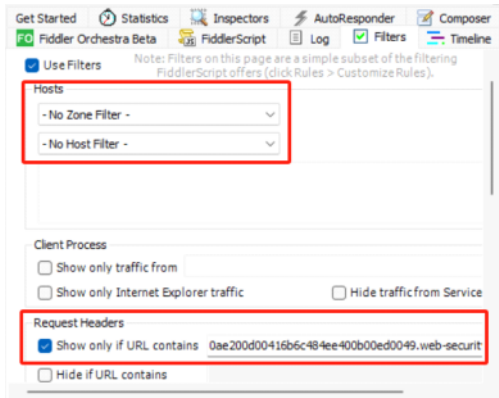 Get Started Statistics Inspectors AutoResponder Composer
FO Fiddler Orchestra Beta FiddlerScript Log Filters Timeline
Use Filters Note: Filters on this page are a simple subset of the filtering
FiddlerScript offers (click Rules > Customize Rules).
Hosts
- No Zone Filter -
- No Host Filter -
Client Process
Show only traffic from
Show only Internet Explorer traffic Hide traffic from Service
Request Headers
Show only if URL contains 0ae200d00416b6c484ee400b00ed0049.web-securit
Hide if URL contains